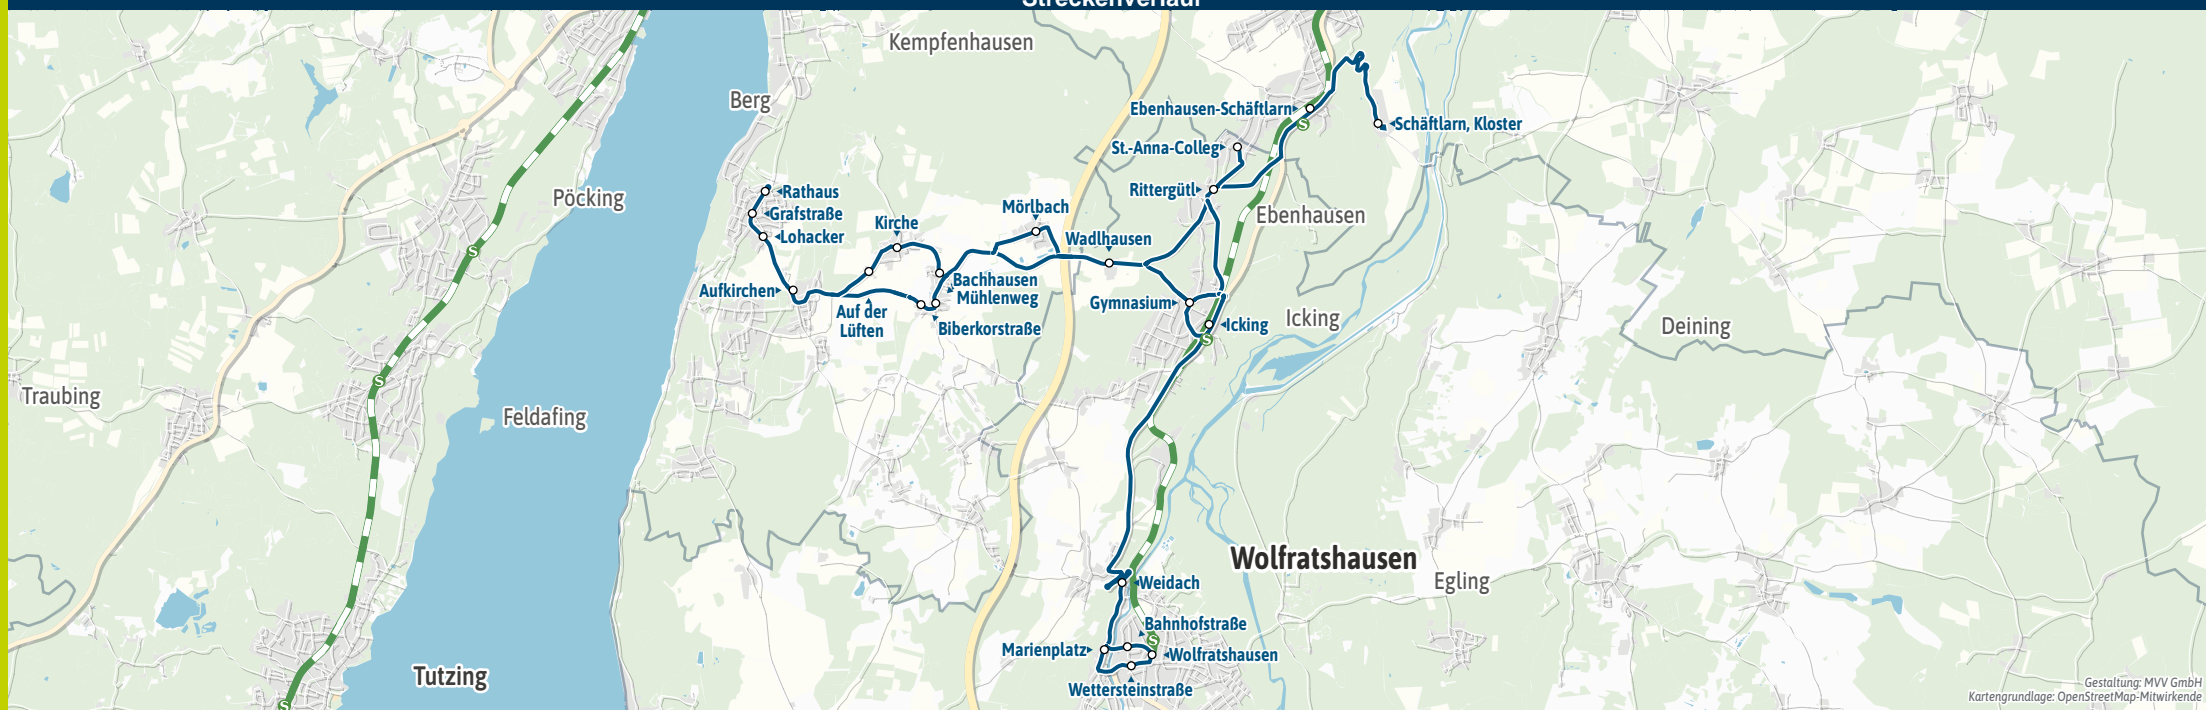 Streckenverlauf
Kempfenhausen
Berg
Ebenhausen-Schäftlarn
Schäftlarn, Kloster
St.-Anna-Colleg
Rittergütl
Pöcking
Rathaus
Grafstraße
Lohacker
Kirche
Mörlbach
Wadlhausen
Ebenhausen
Aufkirchen
Bachhausen
Mühlenweg
Auf der
Lüften
Biberkorstraße
Gymnasium
Icking
Icking
Deining
Traubing
Feldafing
Wolfratshausen
Egling
Weidach
Bahnhofstraße
Marienplatz
Wolfratshausen
Wettersteinstraße
Tutzing
S
S
S
S
S
S
Gestaltung: MVV GmbH
Kartengrundlage: OpenStreetMap-Mitwirkende